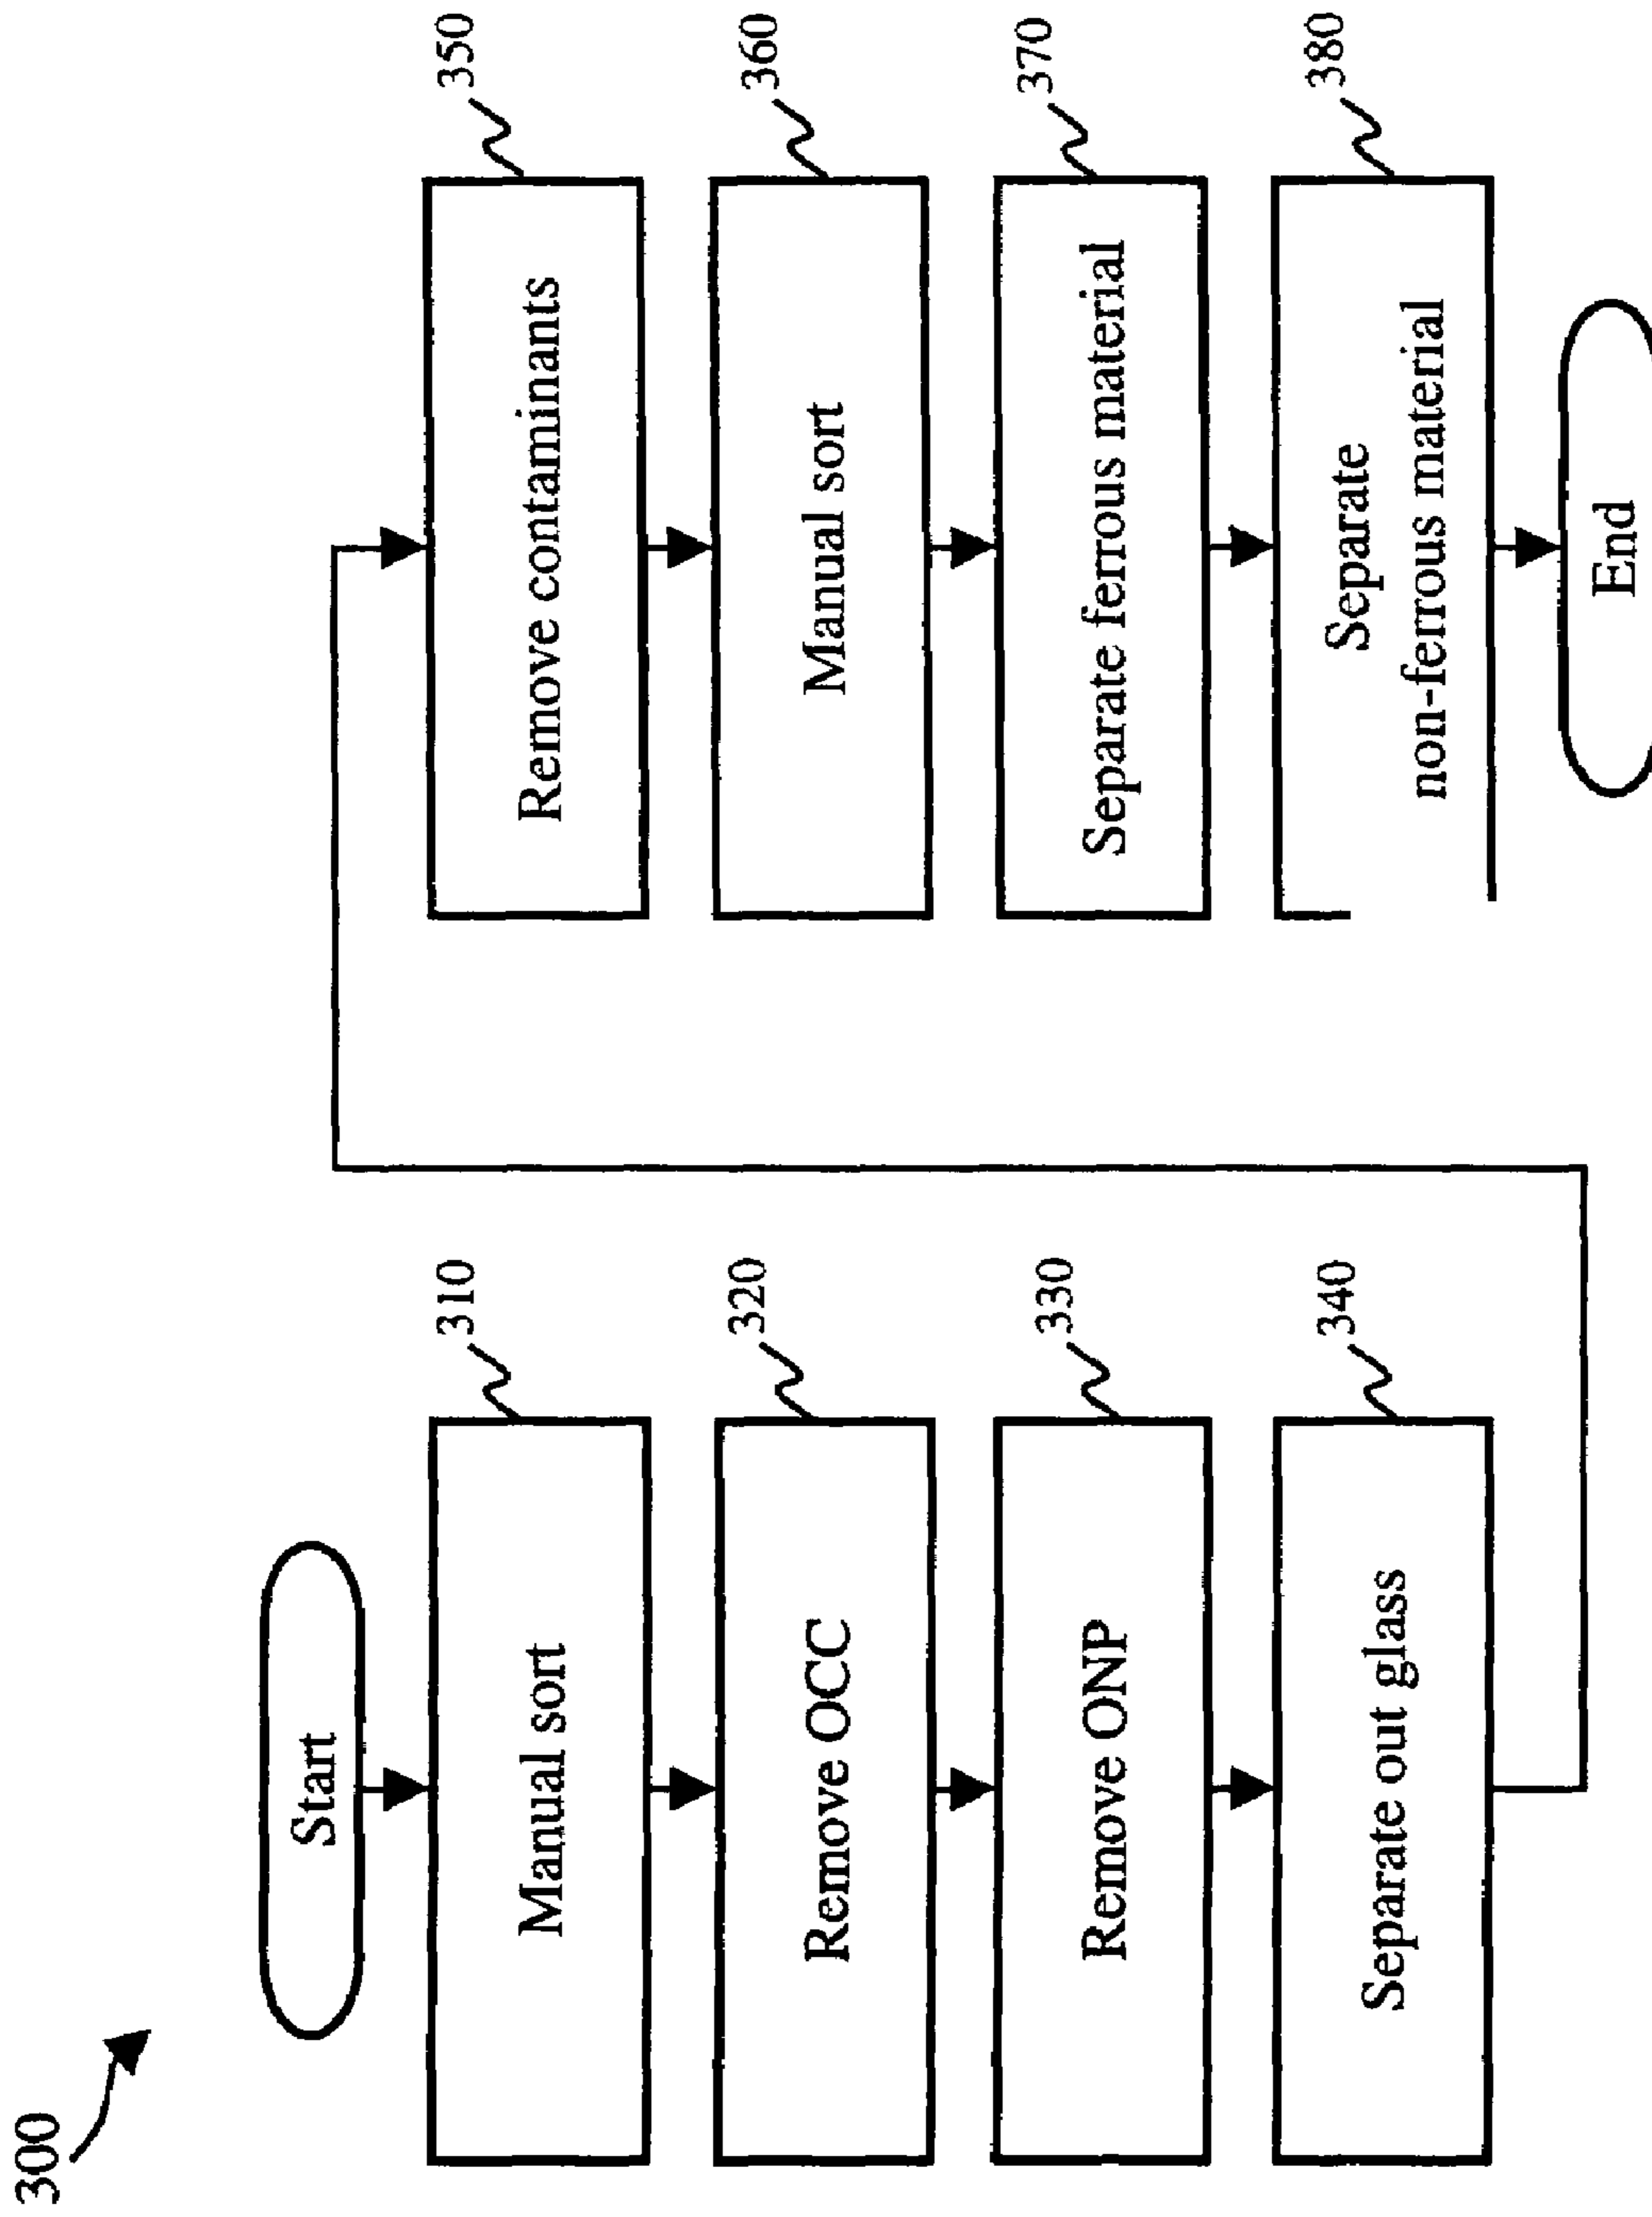 300
Start
Manual sort
310
Remove OCC
320
Remove ONP
330
Separate out glass
340
Remove contaminants
350
Manual sort
360
Separate ferrous material
370
Separate
non-ferrous material
380
End